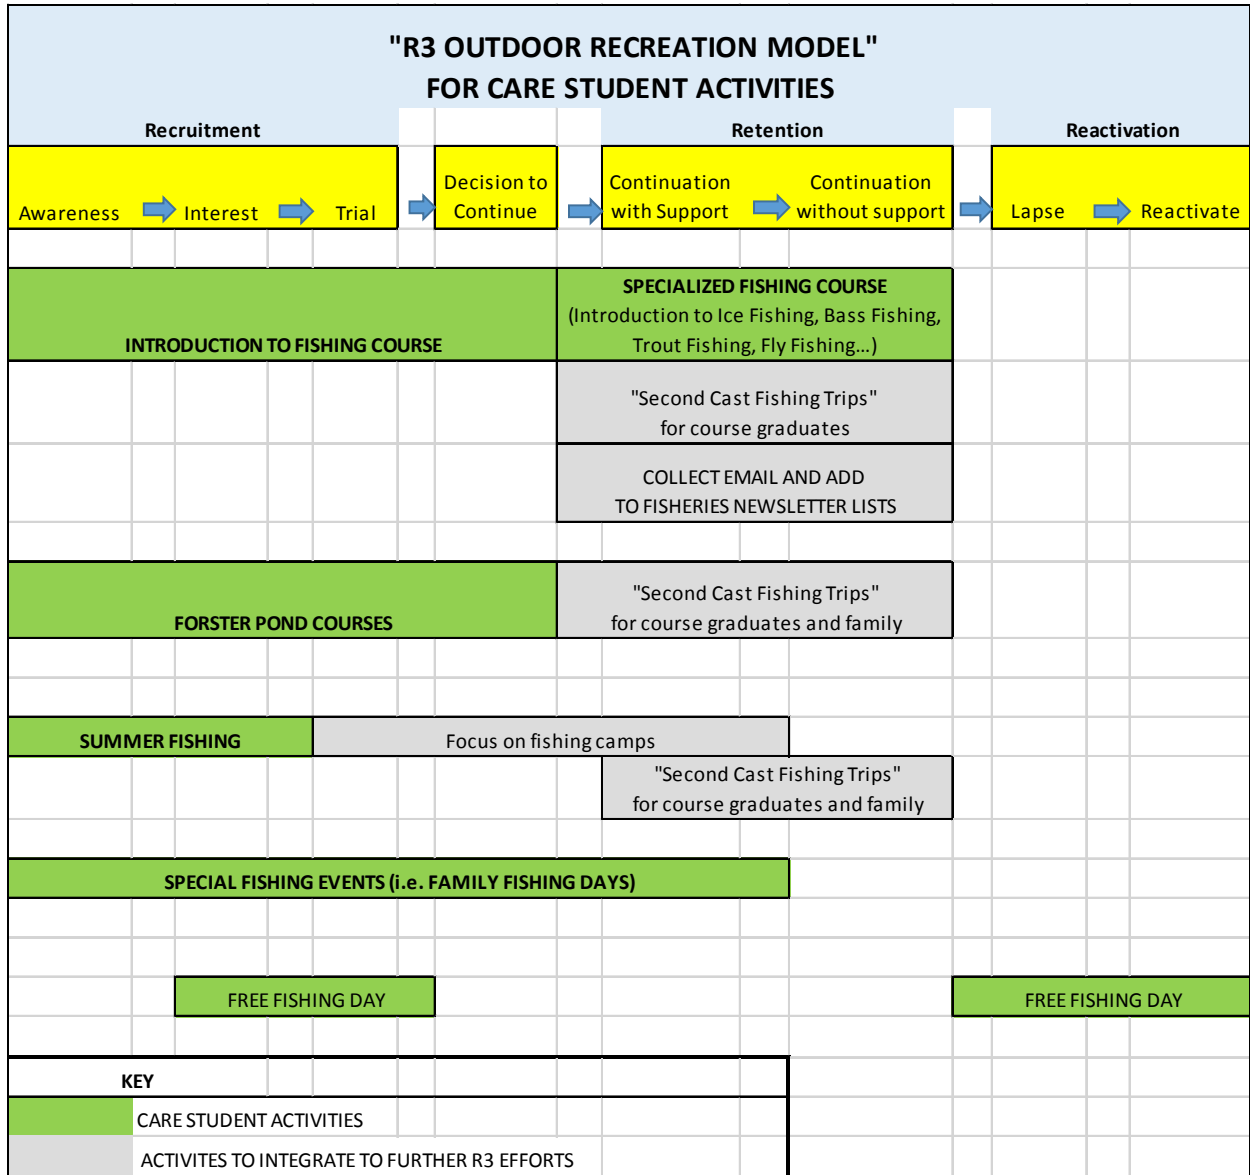 "R3 OUTDOOR RECREATION MODEL"
FOR CARE STUDENT ACTIVITIES
Recruitment
Retention
Reactivation
Awareness
Interest
Trial
Decision to
Continue
Continuation
with Support
Continuation
without support
Lapse
Reactivate
INTRODUCTION TO FISHING COURSE
SPECIALIZED FISHING COURSE
(Introduction to Ice Fishing, Bass Fishing,
Trout Fishing, Fly Fishing...)
"Second Cast Fishing Trips"
for course graduates
COLLECT EMAIL AND ADD
TO FISHERIES NEWSLETTER LISTS
FORSTER POND COURSES
"Second Cast Fishing Trips"
for course graduates and family
SUMMER FISHING
Focus on fishing camps
"Second Cast Fishing Trips"
for course graduates and family
SPECIAL FISHING EVENTS (i.e. FAMILY FISHING DAYS)
FREE FISHING DAY
FREE FISHING DAY
KEY
CARE STUDENT ACTIVITIES
ACTIVITES TO INTEGRATE TO FURTHER R3 EFFORTS